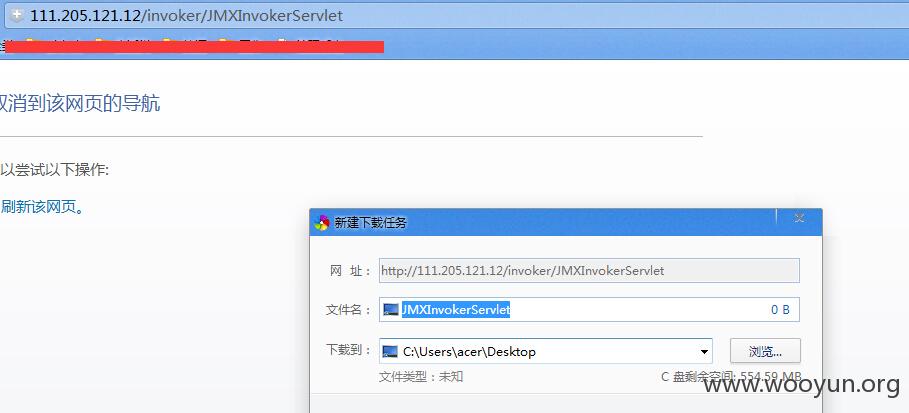 111.205.121.12/invoker/JMXInvokerServlet
取消到该网页的导航
以尝试以下操作:
刷新该网页。
新建下载任务
网 址： http://111.205.121.12/invoker/JMXInvokerServlet
文件名： JMXInvokerServlet 0 B
下载到： C:\Users\acer\Desktop 浏览...
文件类型：未知 C 盘剩余空间: 554.59 MB
www.wooyun.org